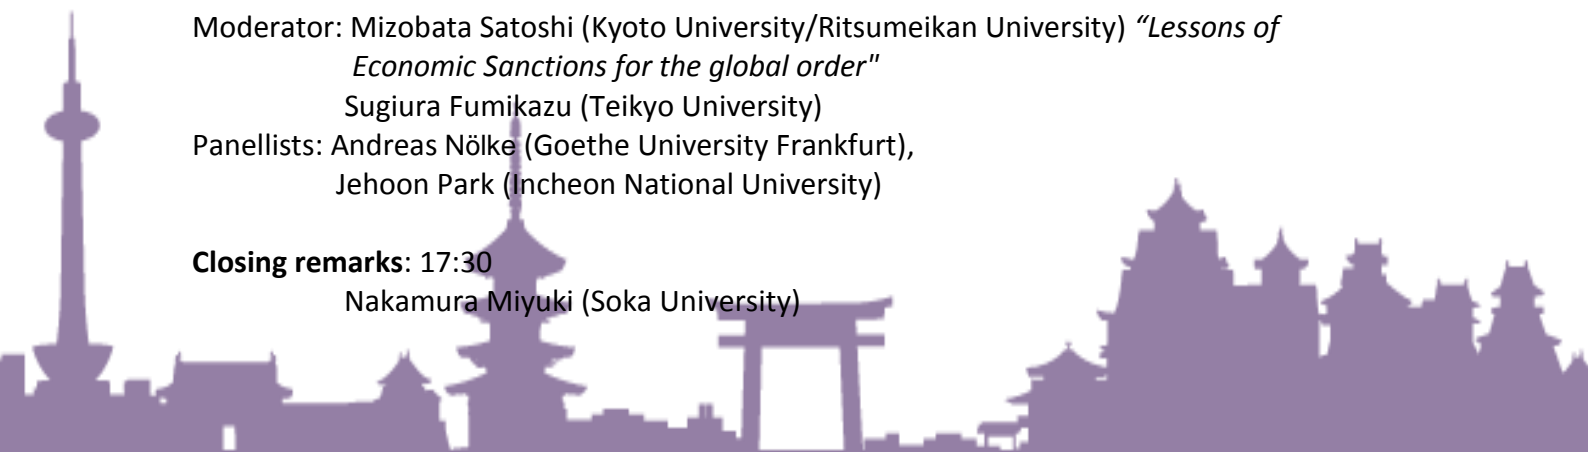 Moderator: Mizobata Satoshi (Kyoto University/Ritsumeikan University) “Lessons of
Economic Sanctions for the global order"
Sugiura Fumikazu (Teikyo University)
Panellists: Andreas Nölke (Goethe University Frankfurt),
Jehoon Park (Incheon National University)
Closing remarks: 17:30
Nakamura Miyuki (Soka University)